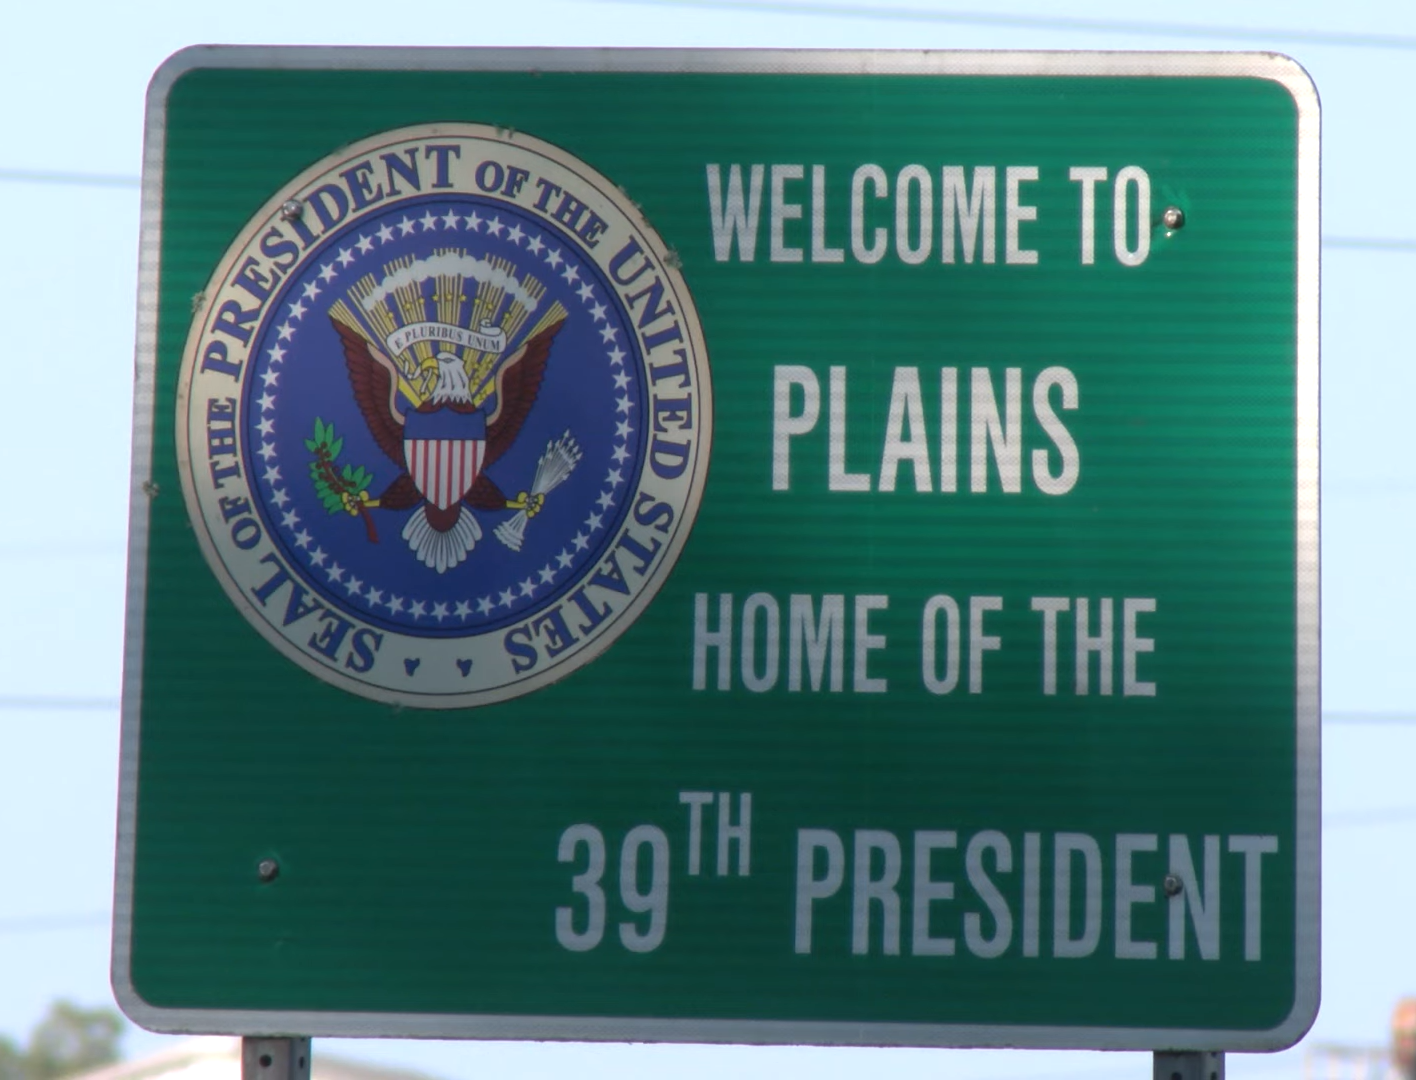 SEAL OF THE PRESIDENT OF THE UNITED STATES
E PLURIBUS UNUM
WELCOME TO
PLAINS
HOME OF THE
39TH PRESIDENT